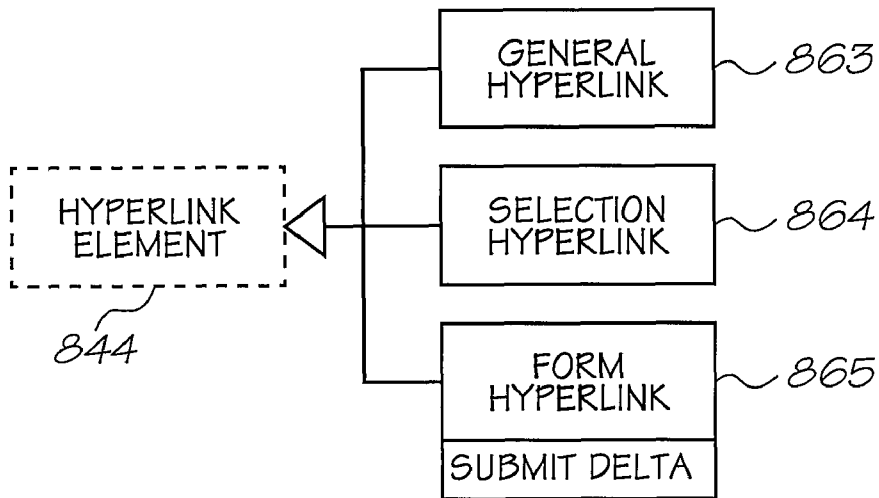 GENERAL
HYPERLINK
863
HYPERLINK
ELEMENT
844
SELECTION
HYPERLINK
864
FORM
HYPERLINK
865
SUBMIT DELTA